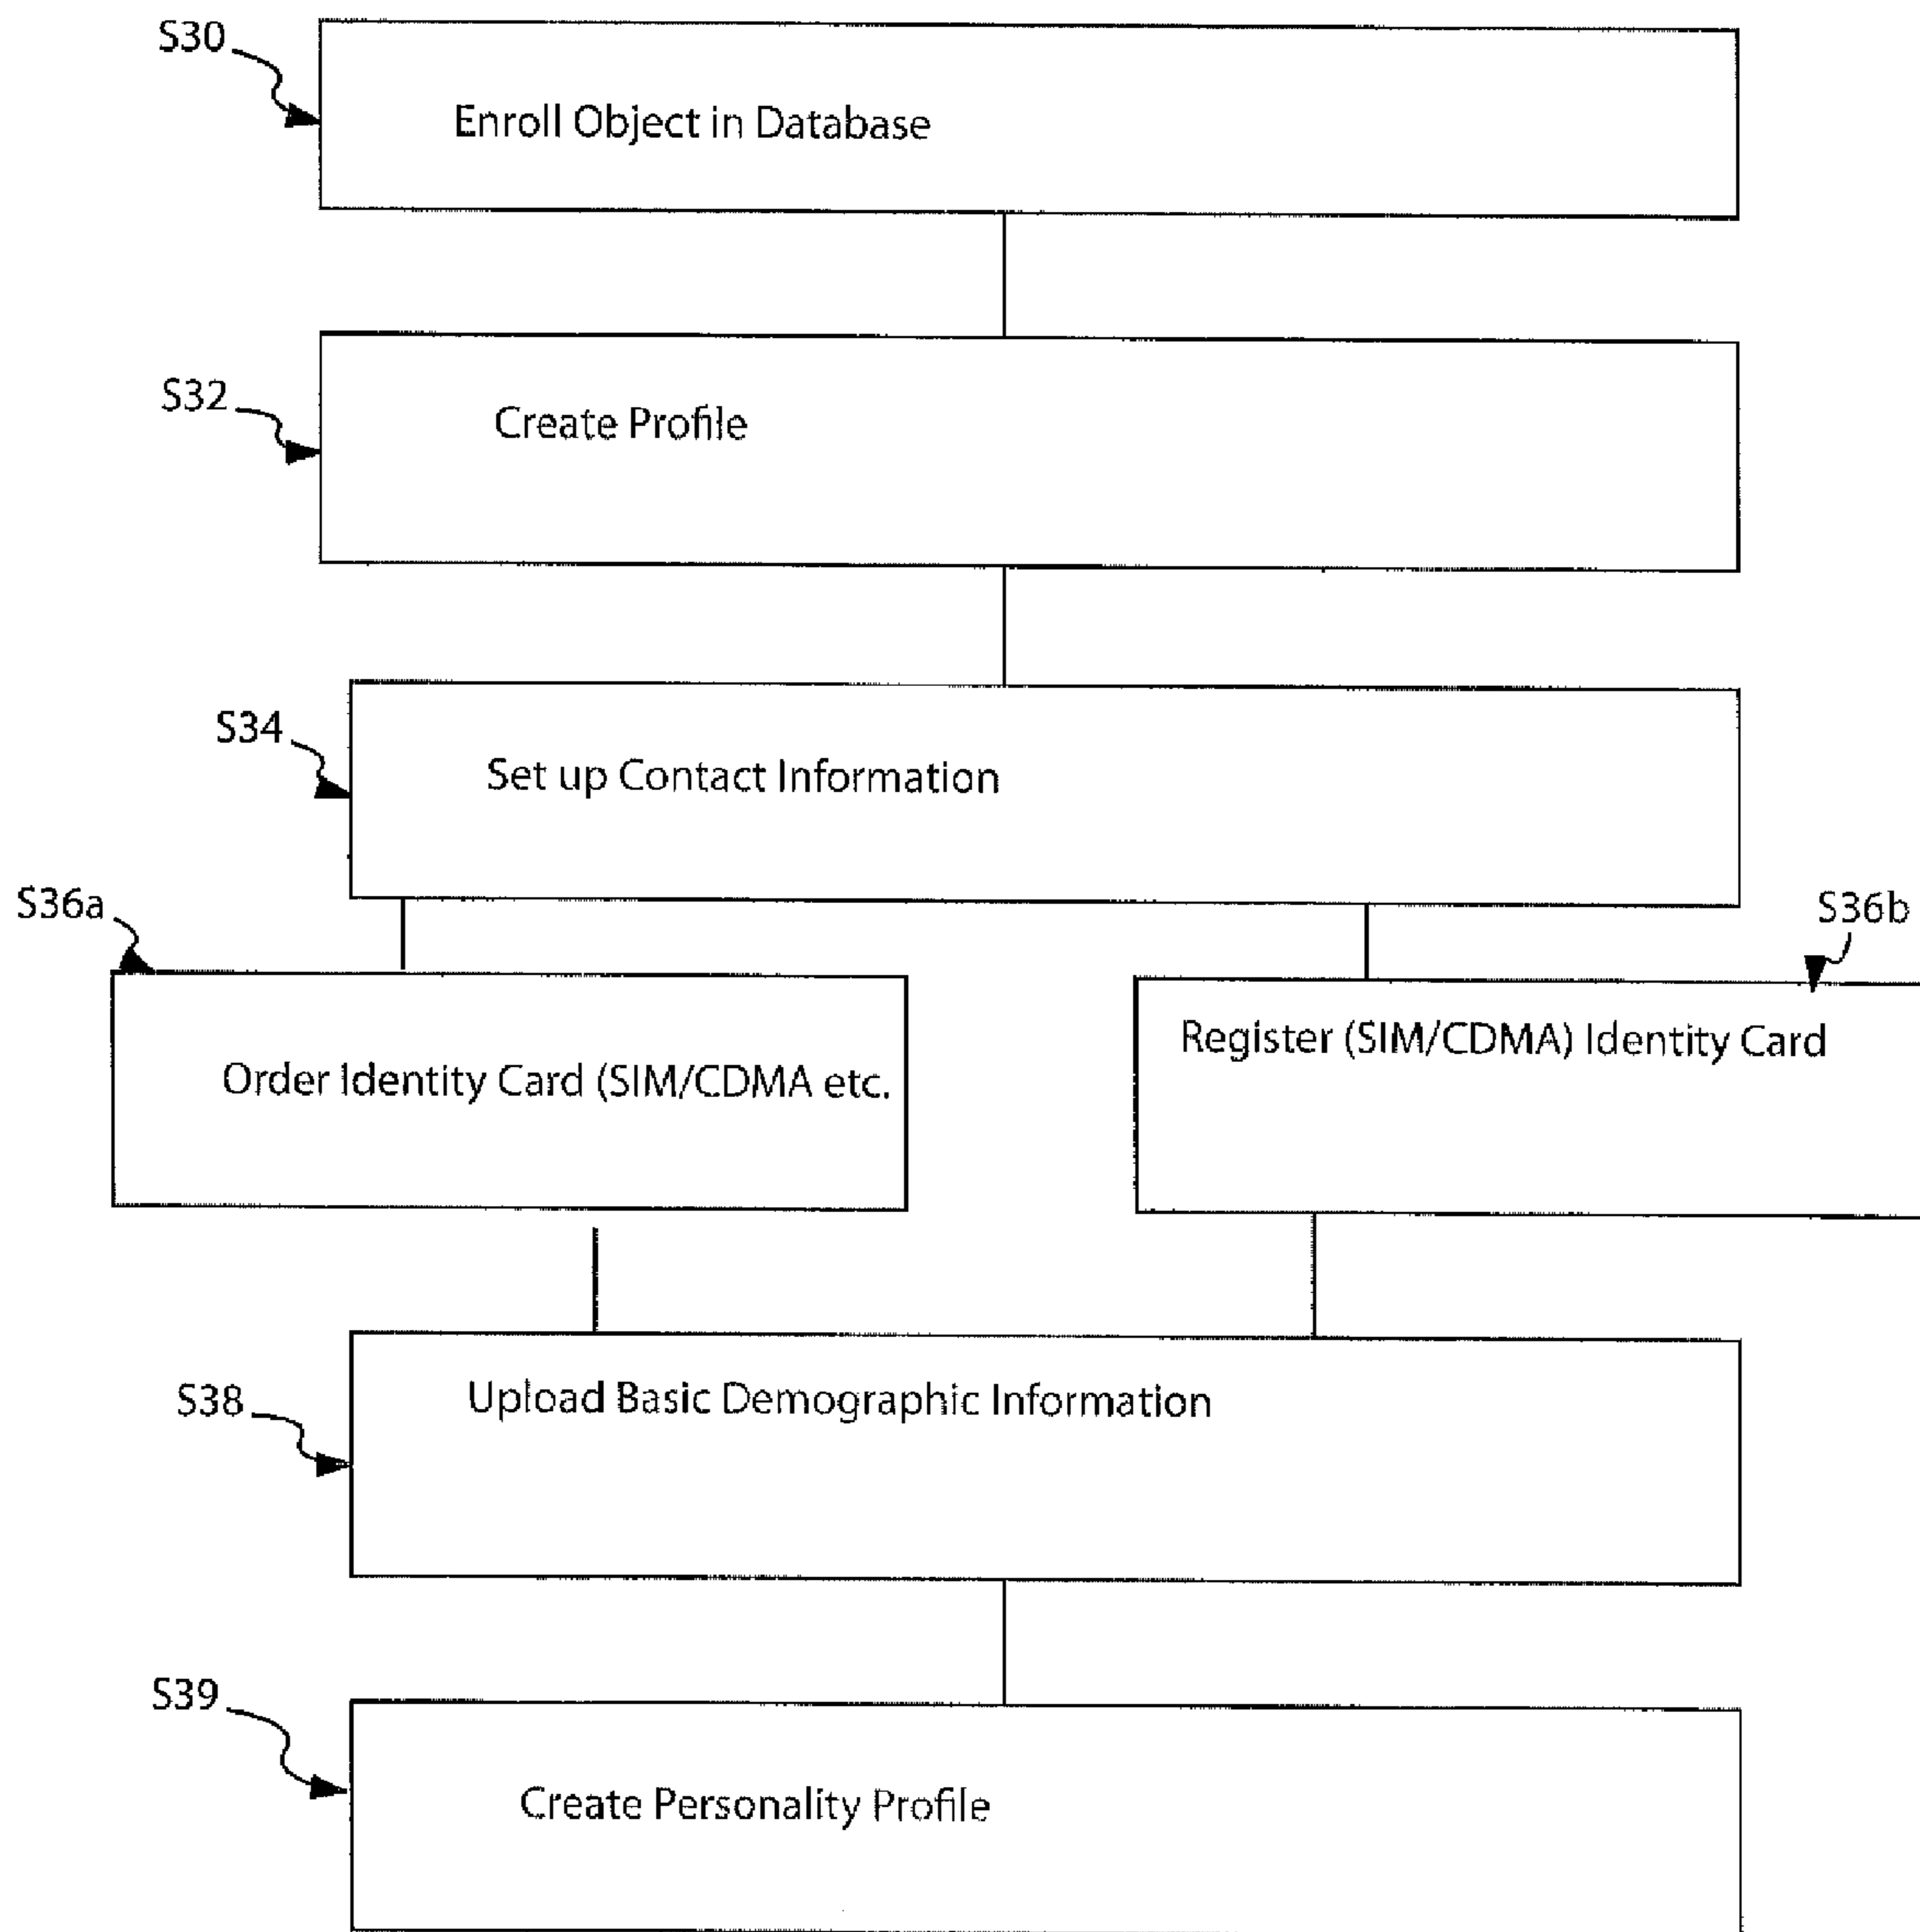 S30
Enroll Object in Database
S32
Create Profile
S34
Set up Contact Information
S36a
S36b
Order Identity Card (SIM/CDMA etc.
Register (SIM/CDMA) Identity Card
S38
Upload Basic Demographic Information
S39
Create Personality Profile